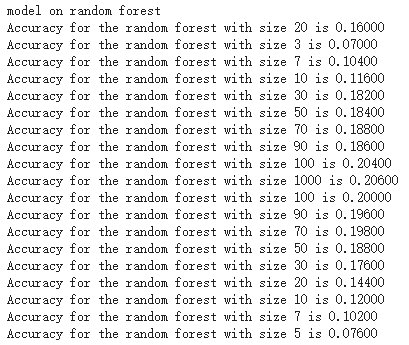 model on random forest
Accuracy for the random forest with size 20 is 0.16000
Accuracy for the random forest with size 3 is 0.07000
Accuracy for the random forest with size 7 is 0.10400
Accuracy for the random forest with size 10 is 0.11600
Accuracy for the random forest with size 30 is 0.18200
Accuracy for the random forest with size 50 is 0.18400
Accuracy for the random forest with size 70 is 0.18800
Accuracy for the random forest with size 90 is 0.18600
Accuracy for the random forest with size 100 is 0.20400
Accuracy for the random forest with size 1000 is 0.20600
Accuracy for the random forest with size 100 is 0.20000
Accuracy for the random forest with size 90 is 0.19600
Accuracy for the random forest with size 70 is 0.19800
Accuracy for the random forest with size 50 is 0.18800
Accuracy for the random forest with size 30 is 0.17600
Accuracy for the random forest with size 20 is 0.14400
Accuracy for the random forest with size 10 is 0.12000
Accuracy for the random forest with size 7 is 0.10200
Accuracy for the random forest with size 5 is 0.07600